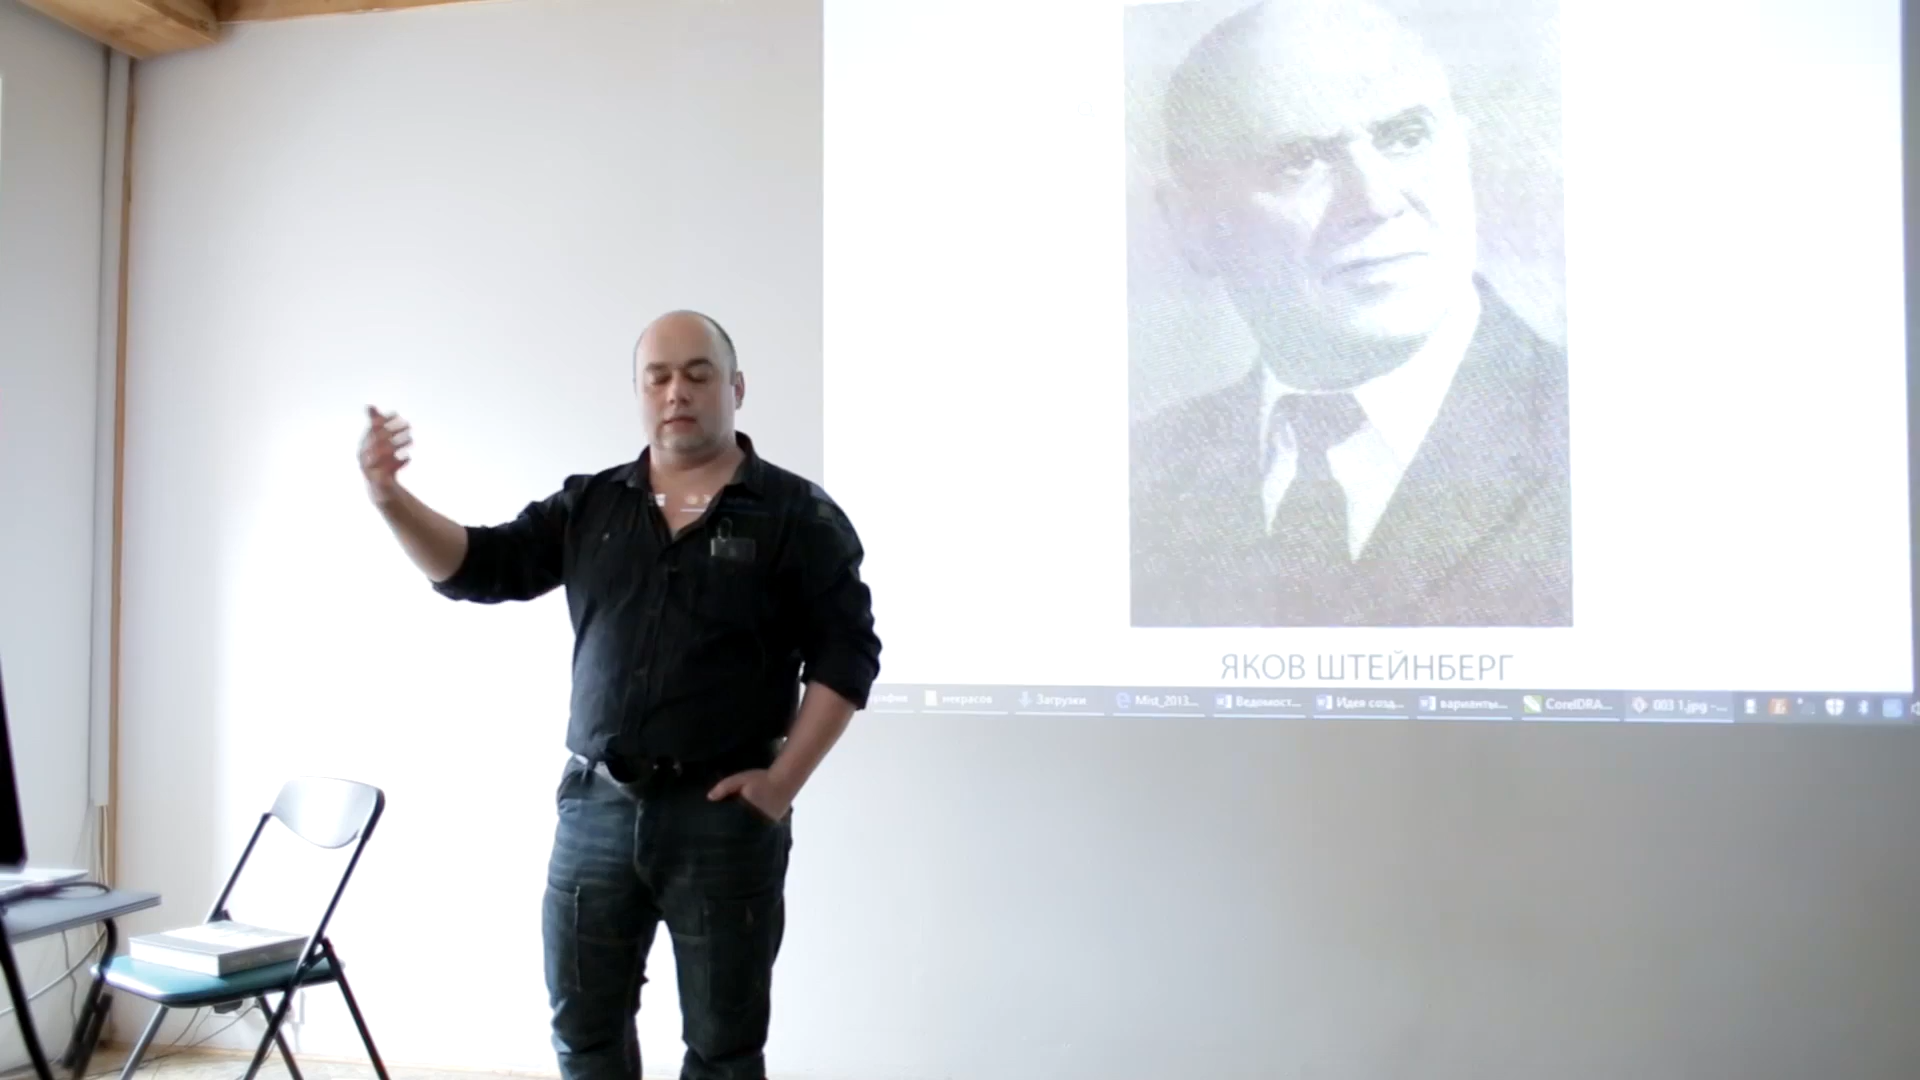 ЯКОВ ШТЕЙНБЕРГ
некрасов
Загрузки
Mist_2013...
Ведомост...
Идея созд...
варианты...
CorelDRA...
003 1.jpg -...